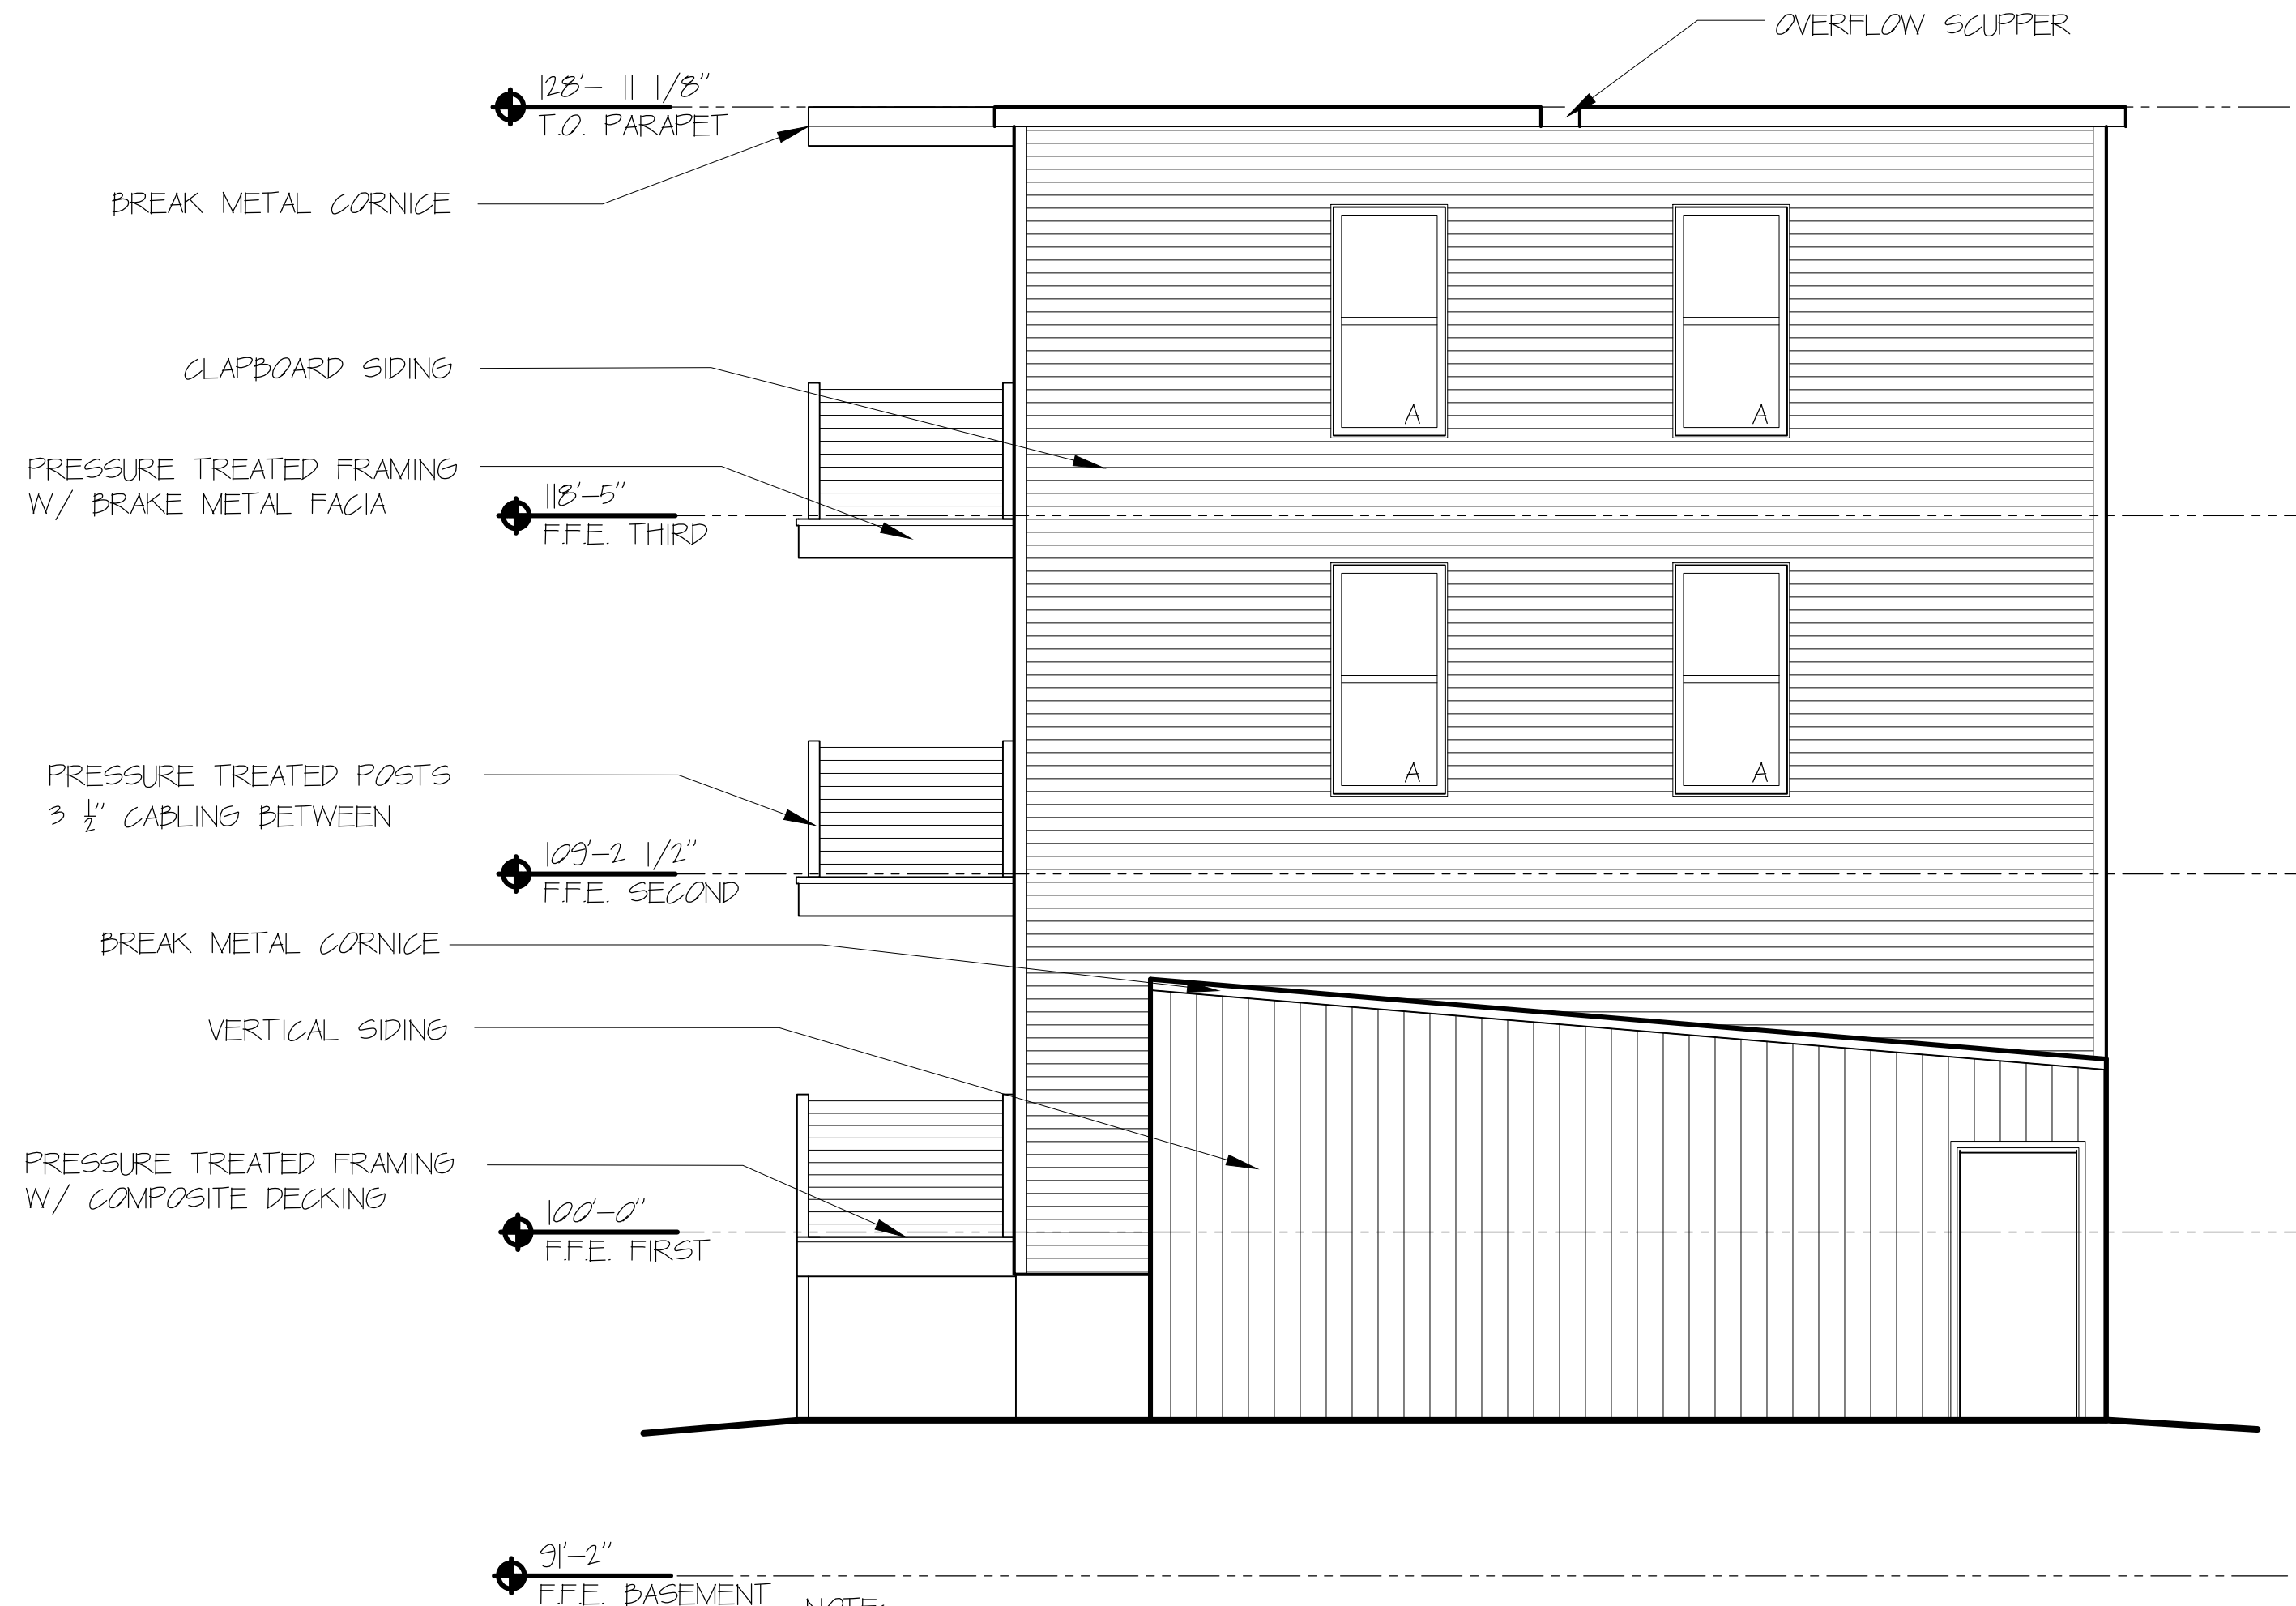 OVERFLOW SCUPPER
128'- 11 1/8"
T.O. PARAPET
BREAK METAL CORNICE
CLAPBOARD SIDING
A
A
PRESSURE TREATED FRAMING
W/ BRAKE METAL FACIA
118'-5"
F.F.E. THIRD
PRESSURE TREATED POSTS
3 1/2" CABLING BETWEEN
A
A
109'-2 1/2"
F.F.E. SECOND
BREAK METAL CORNICE
VERTICAL SIDING
PRESSURE TREATED FRAMING
W/ COMPOSITE DECKING
100'-0"
F.F.E. FIRST
91'-2"
F.F.E. BASEMENT
NOTE: